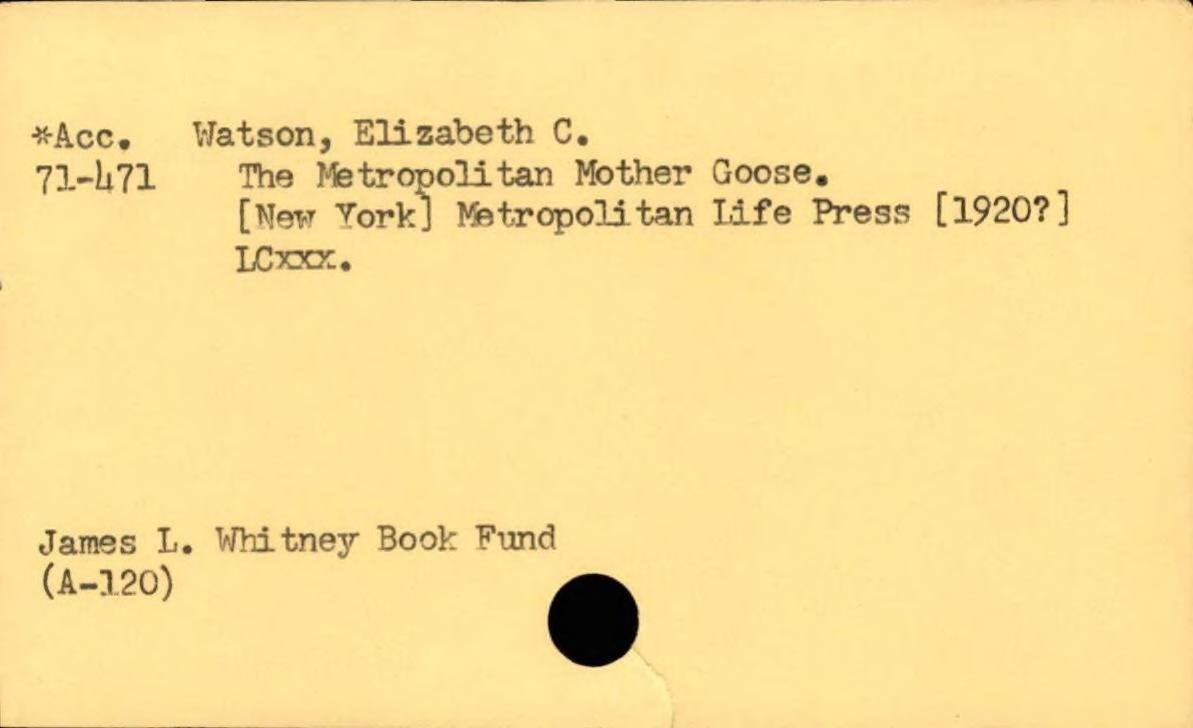 *Acc. Watson, Elizabeth C.
71-471 The Metropolitan Mother Goose.
[New York] Metropolitan Life Press [1920?]
LCxxx.
James L. Whitney Book Fund
(A-120)